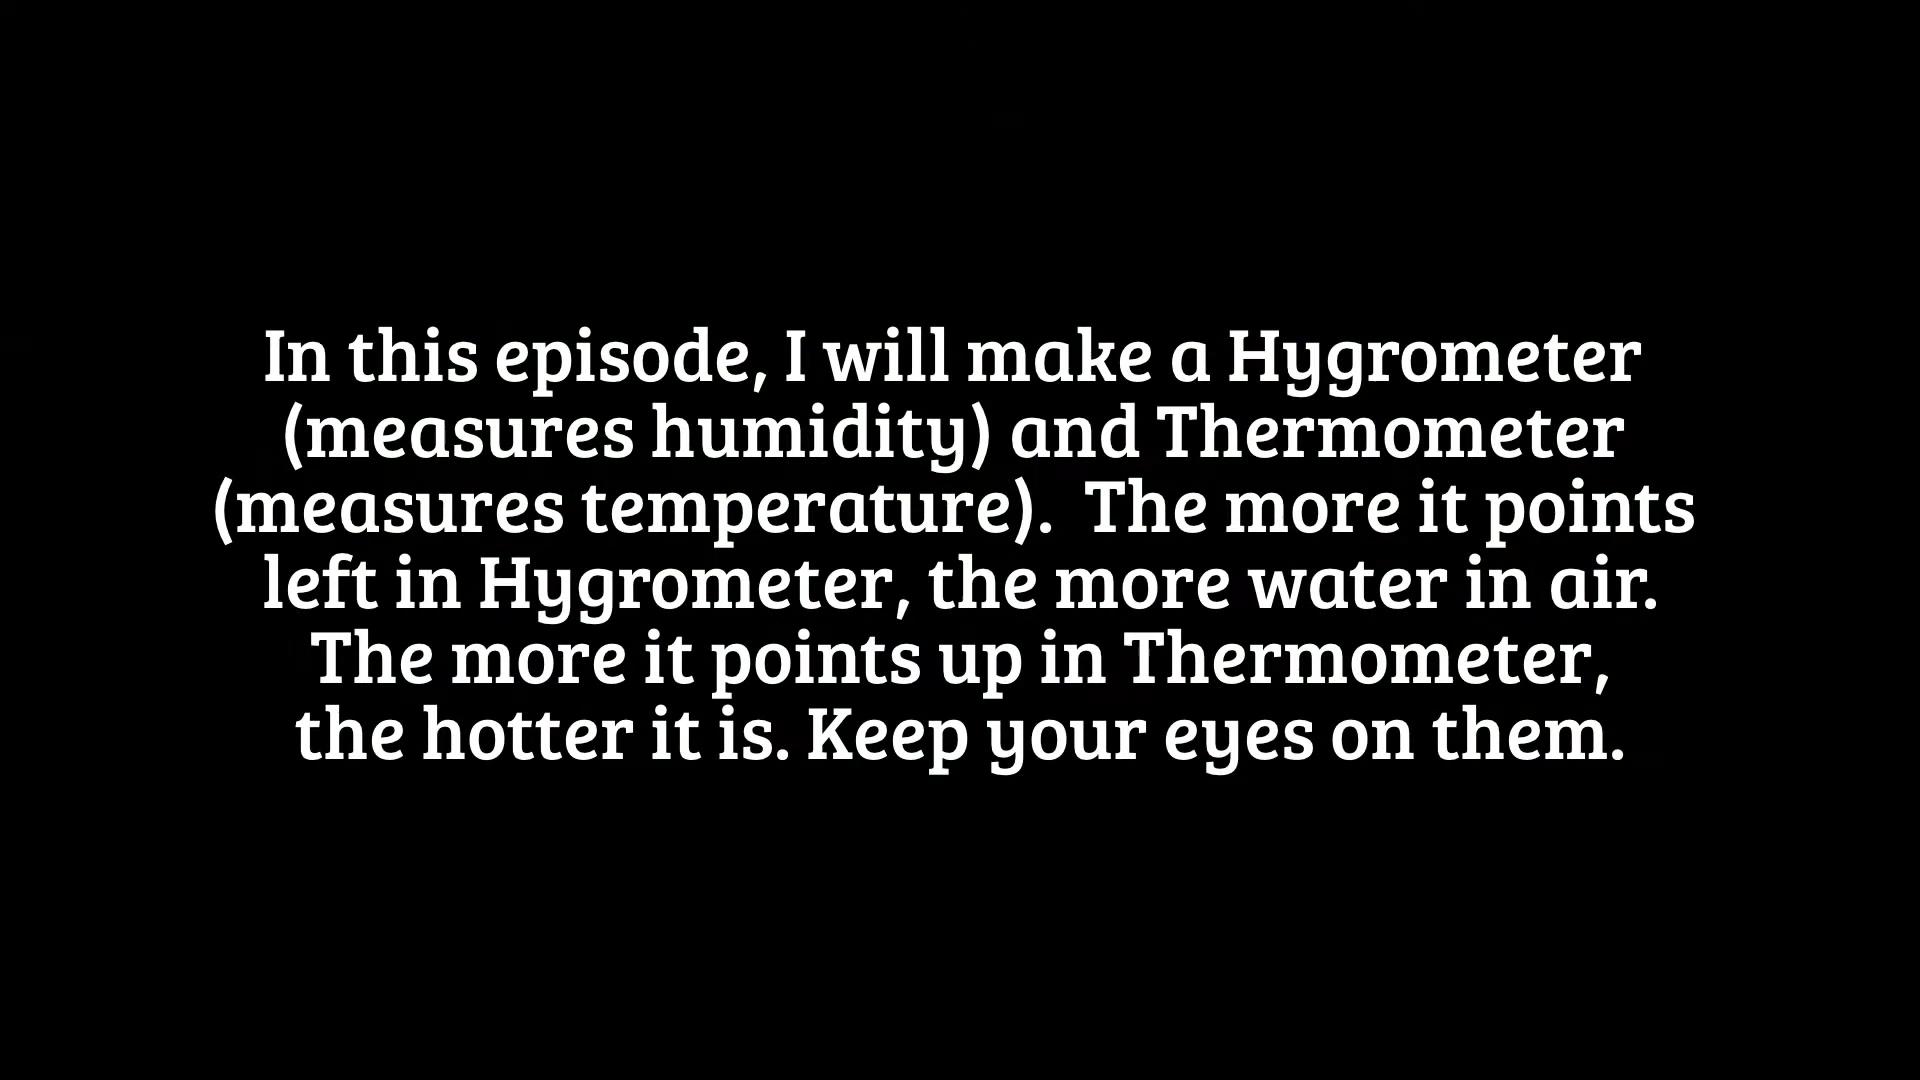 In this episode, I will make a Hygrometer
(measures humidity) and Thermometer
(measures temperature).  The more it points
left in Hygrometer, the more water in air.
The more it points up in Thermometer,
the hotter it is. Keep your eyes on them.